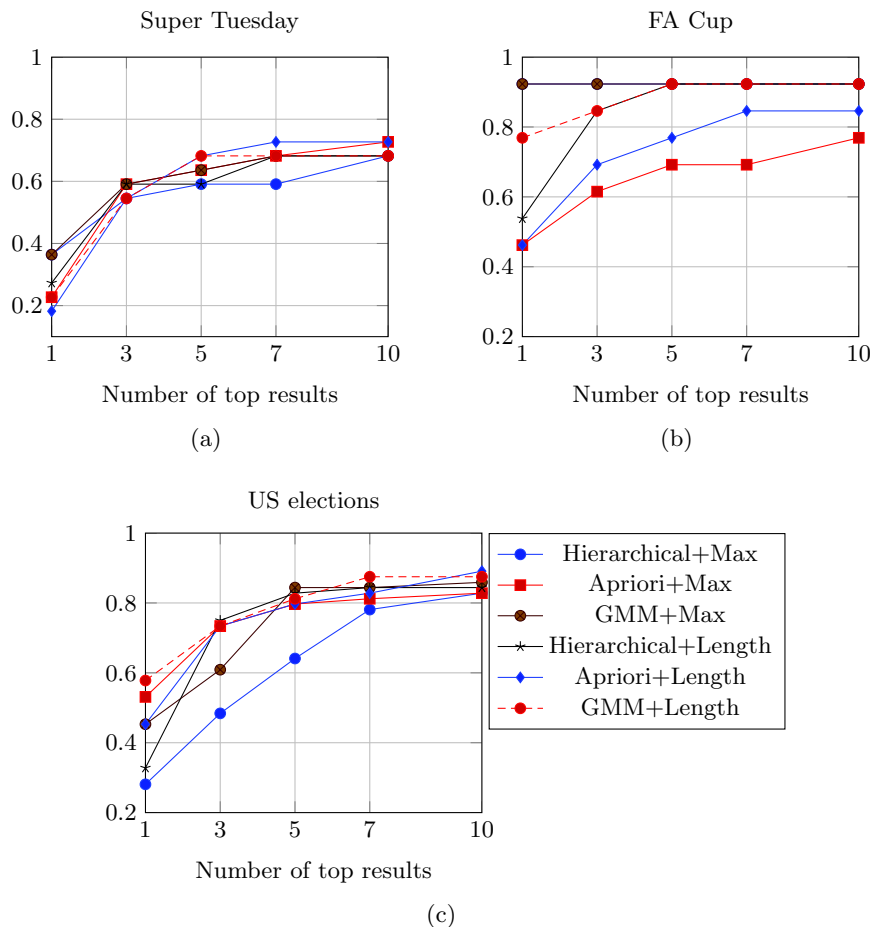 Super Tuesday
1
0.8
0.6
0.4
0.2
1 3 5 7 10
Number of top results
(a)
FA Cup
1
0.8
0.6
0.4
0.2
1 3 5 7 10
Number of top results
(b)
US elections
1
0.8
0.6
0.4
0.2
1 3 5 7 10
Number of top results
(c)
Hierarchical+Max
Apriori+Max
GMM+Max
Hierarchical+Length
Apriori+Length
GMM+Length